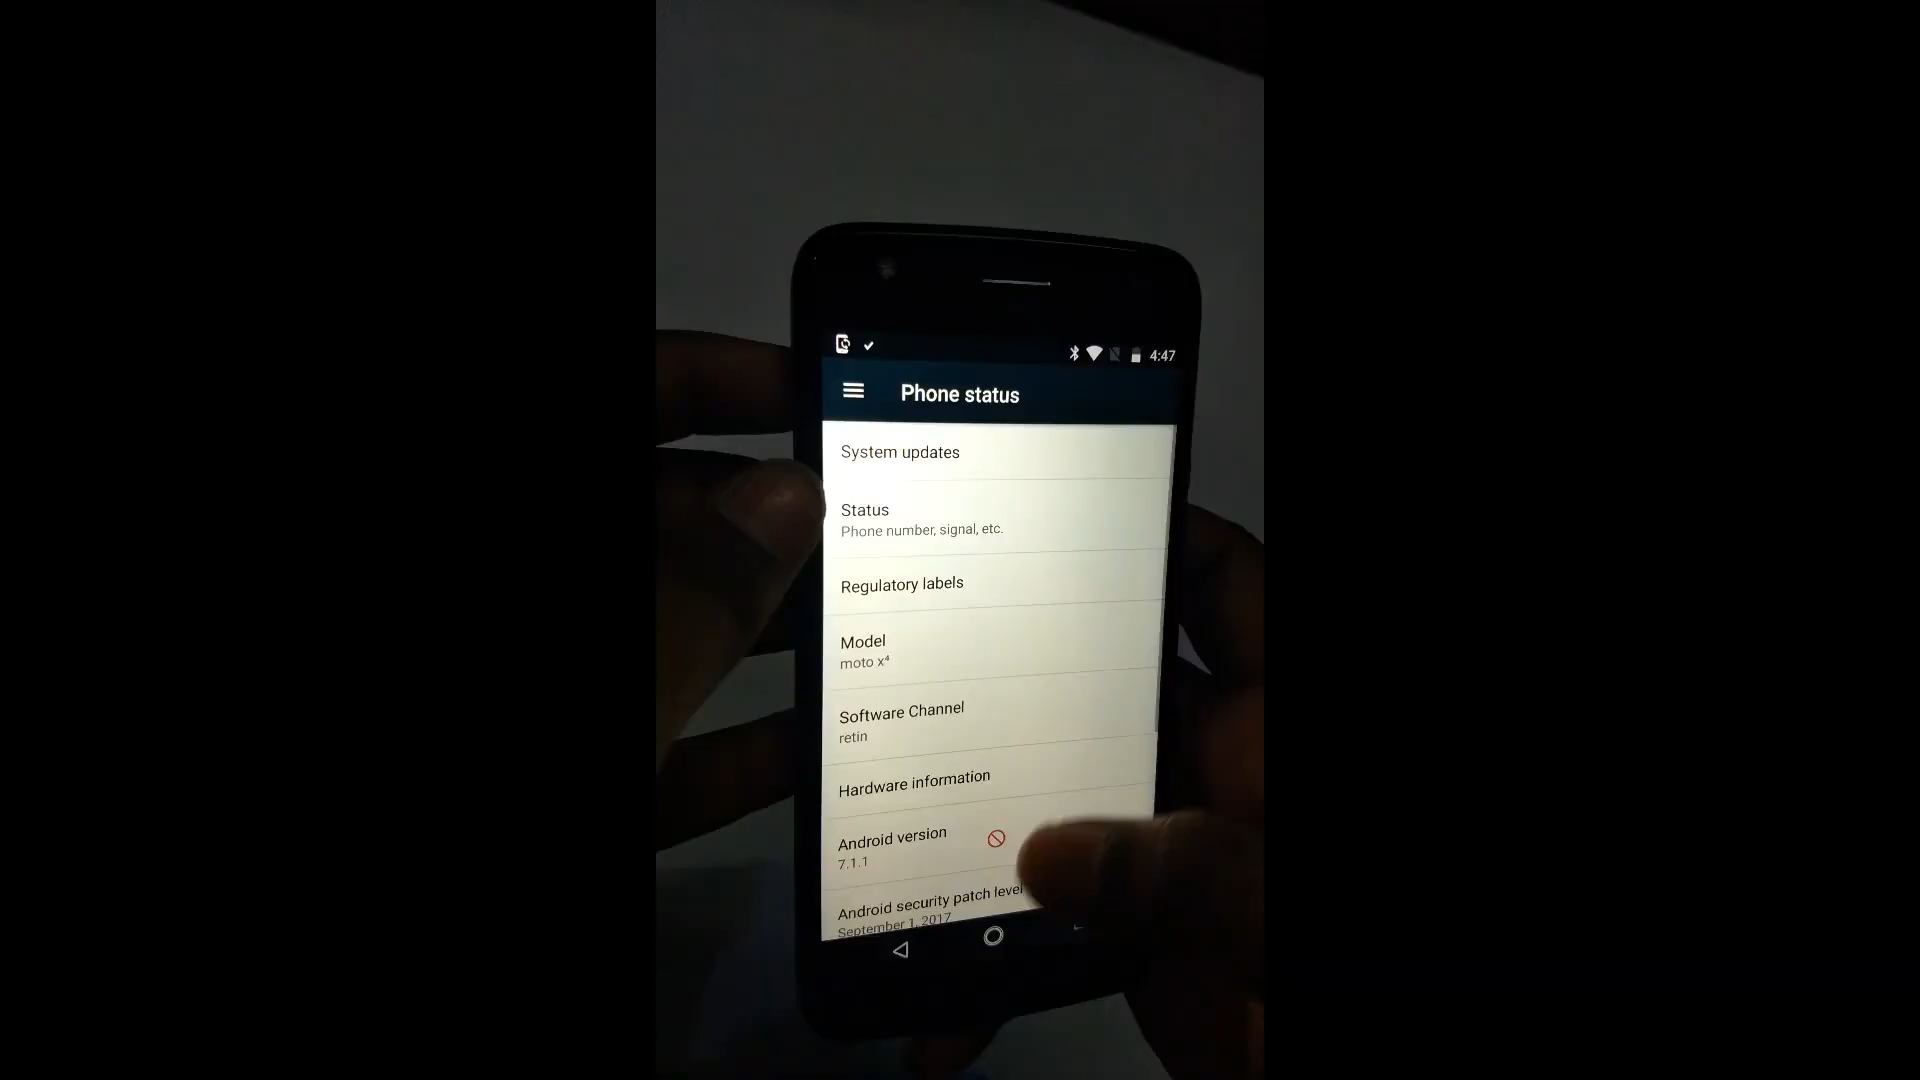 4:47
Phone status
System updates
Status
Phone number, signal, etc.
Regulatory labels
Model
moto x⁴
Software Channel
retin
Hardware information
Android version
7.1.1
Android security patch level
September 1, 2017